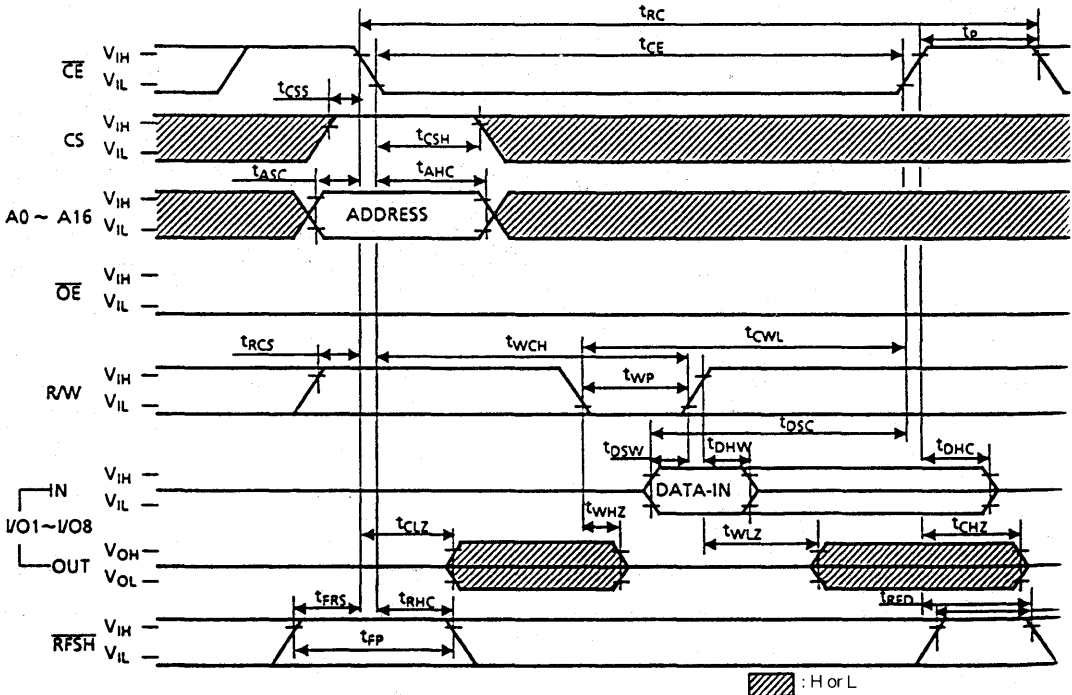 tRC
tCE
tP
CE
VIH
VIL
tCSS
CS
VIH
VIL
tCSH
tASC
tAHC
A0 ~ A16
VIH
VIL
ADDRESS
OE
VIH
VIL
tRCS
tWCH
tCWL
R/W
VIH
VIL
tWP
tDSC
tDSW
tDHW
tDHC
IN
VIH
VIL
DATA-IN
I/O1~I/O8
tCLZ
tWHZ
tWLZ
tCHZ
OUT
VOH
VOL
tFRS
tRHC
tRFD
RFSH
VIH
VIL
tFP
: H or L